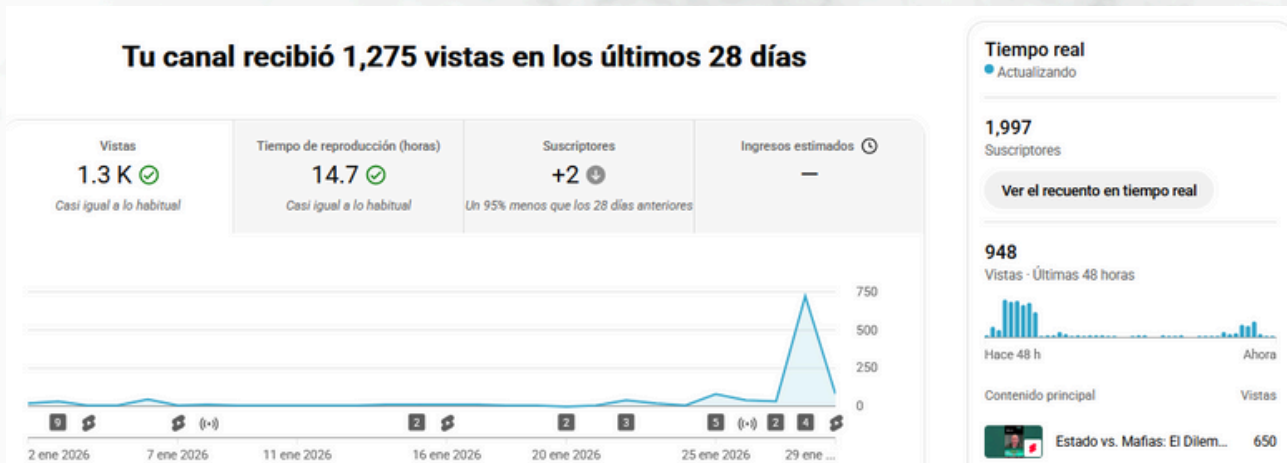 Tu canal recibió 1,275 vistas en los últimos 28 días
Vistas
1.3 K
Casi igual a lo habitual
Tiempo de reproducción (horas)
14.7
Casi igual a lo habitual
Suscriptores
+2
Un 95% menos que los 28 días anteriores
Ingresos estimados
—
750
500
250
0
9
2
2
3
5
2
4
2 ene 2026
7 ene 2026
11 ene 2026
16 ene 2026
20 ene 2026
25 ene 2026
29 ene ...
Tiempo real
Actualizando
1,997
Suscriptores
Ver el recuento en tiempo real
948
Vistas · Últimas 48 horas
Hace 48 h
Ahora
Contenido principal
Vistas
Estado vs. Mafias: El Dilem...
650